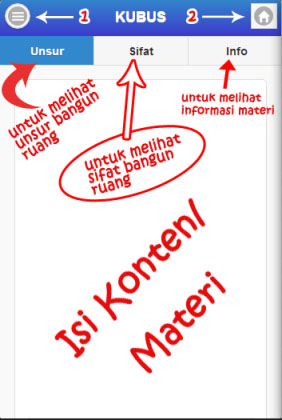 1 KUBUS 2
Unsur Sifat Info
untuk melihat
unsur bangun
ruang
untuk melihat
sifat bangun
ruang
untuk melihat
informasi materi
Isi Konten/
Materi